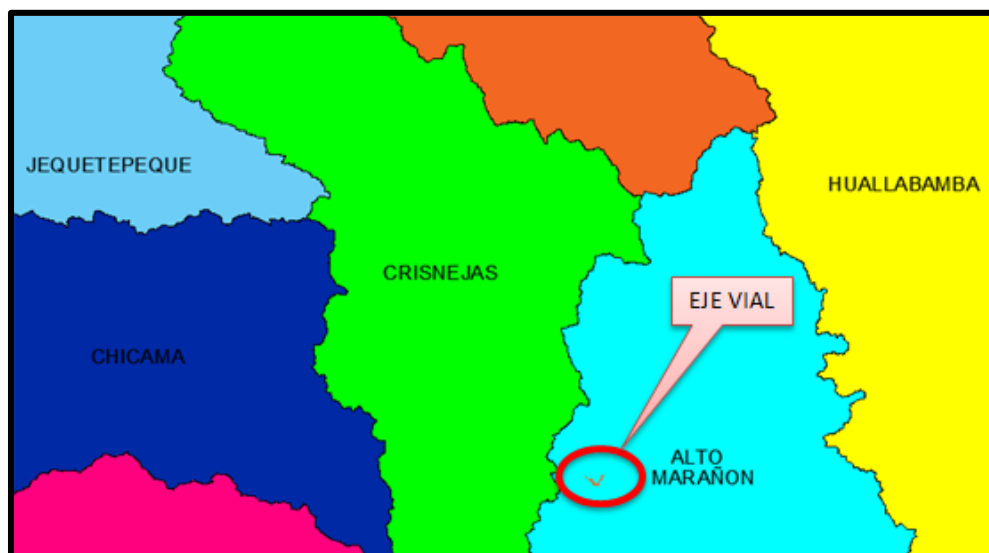 JEQUETEPEQUE
HUALLABAMBA
CRISNEJAS
EJE VIAL
CHICAMA
ALTO
MARAÑON